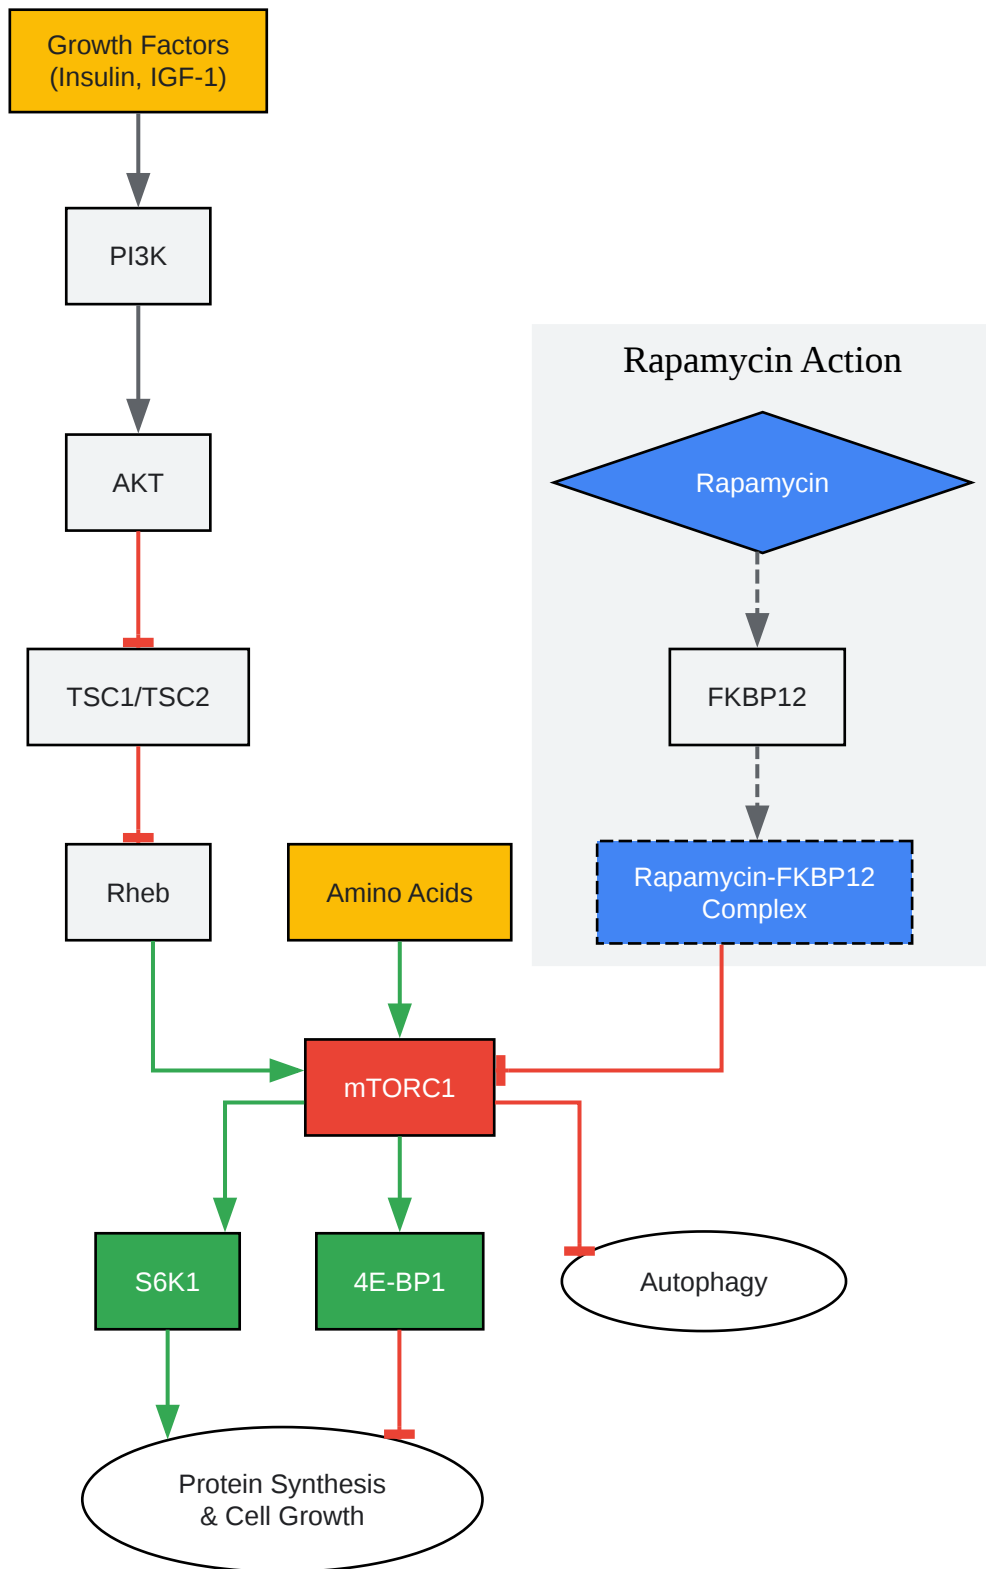 Growth Factors
(Insulin, IGF-1)
PI3K
Rapamycin Action
AKT
Rapamycin
TSC1/TSC2
FKBP12
Rheb
Amino Acids
Rapamycin-FKBP12
Complex
mTORC1
S6K1
4E-BP1
Autophagy
Protein Synthesis
& Cell Growth